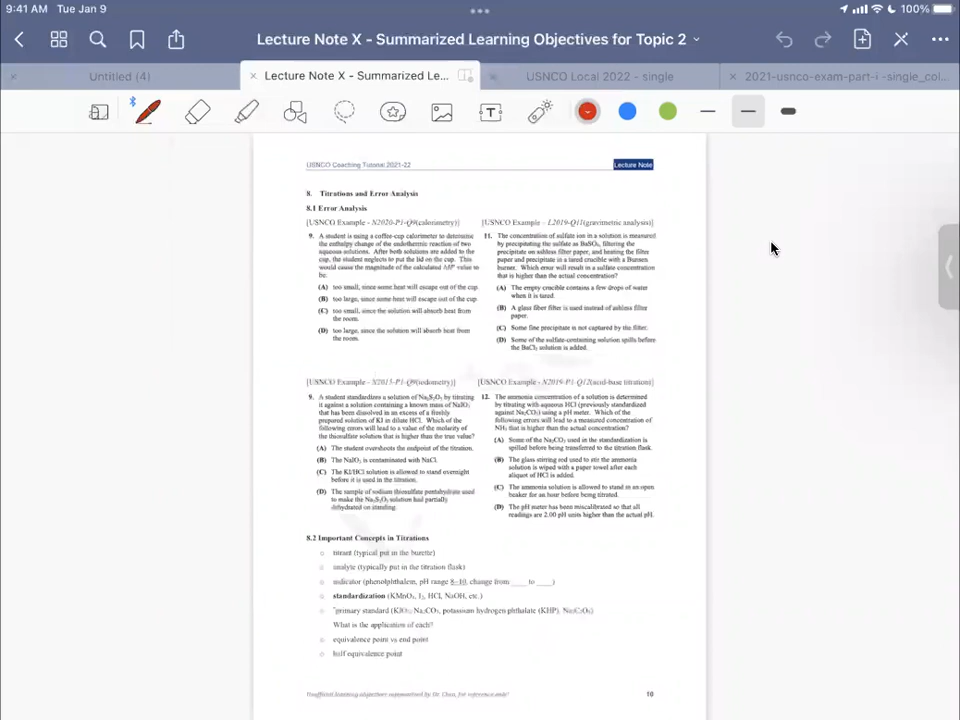 9:41 AM Tue Jan 9
100%
Lecture Note X - Summarized Learning Objectives for Topic 2
Untitled (4)
Lecture Note X - Summarized Le...
USNCO Local 2022 - single
2021-usnco-exam-part-i -single_col...
USNCO Coaching Tutorial 2021-22
Lecture Note
8. Titrations and Error Analysis
8.1 Error Analysis
[USNCO Example - N2020-P1-Q9(calorimetry)]
9. A student is using a coffee-cup calorimeter to determine
the enthalpy change of the endothermic reaction of two
aqueous solutions. After both solutions are added to the
cup, the student neglects to put the lid on the cup. This
would cause the magnitude of the calculated ΔH° value to
be:
(A) too small, since some heat will escape out of the cup.
(B) too large, since some heat will escape out of the cup.
(C) too small, since the solution will absorb heat from
the room.
(D) too large, since the solution will absorb heat from
the room.
[USNCO Example - L2019-Q11(gravimetric analysis)]
11. The concentration of sulfate ion in a solution is measured
by precipitating the sulfate as BaSO₄, filtering the
precipitate on ashless filter paper, and heating the filter
paper and precipitate in a tared crucible with a Bunsen
burner. Which error will result in a sulfate concentration
that is higher than the actual concentration?
(A) The empty crucible contains a few drops of water
when it is tared.
(B) A glass fiber filter is used instead of ashless filter
paper.
(C) Some fine precipitate is not captured by the filter.
(D) Some of the sulfate-containing solution spills before
the BaCl₂ solution is added.
[USNCO Example - N2015-P1-Q9(iodometry)]
9. A student standardizes a solution of Na₂S₂O₃ by titrating
it against a solution containing a known mass of NaIO₃
that has been dissolved in an excess of a freshly
prepared solution of KI in dilute HCl. Which of the
following errors will lead to a value of the molarity of
the thiosulfate solution that is higher than the true value?
(A) The student overshoots the endpoint of the titration.
(B) The NaIO₃ is contaminated with NaCl.
(C) The KI/HCl solution is allowed to stand overnight
before it is used in the titration.
(D) The sample of sodium thiosulfate pentahydrate used
to make the Na₂S₂O₃ solution had partially
dehydrated on standing.
[USNCO Example - N2019-P1-Q12(acid-base titration)]
12. The ammonia concentration of a solution is determined
by titrating with aqueous HCl (previously standardized
against Na₂CO₃) using a pH meter. Which of the
following errors will lead to a measured concentration of
NH₃ that is higher than the actual concentration?
(A) Some of the Na₂CO₃ used in the standardization is
spilled before being transferred to the titration flask.
(B) The glass stirring rod used to stir the ammonia
solution is wiped with a paper towel after each
aliquot of HCl is added.
(C) The ammonia solution is allowed to stand in an open
beaker for an hour before being titrated.
(D) The pH meter has been miscalibrated so that all
readings are 2.00 pH units higher than the actual pH.
8.2 Important Concepts in Titrations
o titrant (typical put in the burette)
o analyte (typically put in the titration flask)
o indicator (phenolphthalein, pH range 8–10, change from ____ to ____)
o standardization (KMnO₄, I₂, HCl, NaOH, etc.)
o primary standard (KIO₃, Na₂CO₃, potassium hydrogen phthalate (KHP), Na₂C₂O₄)
What is the application of each?
o equivalence point vs end point
o half equivalence point
Unofficial learning objectives summarized by Dr. Chen, for reference only!
10